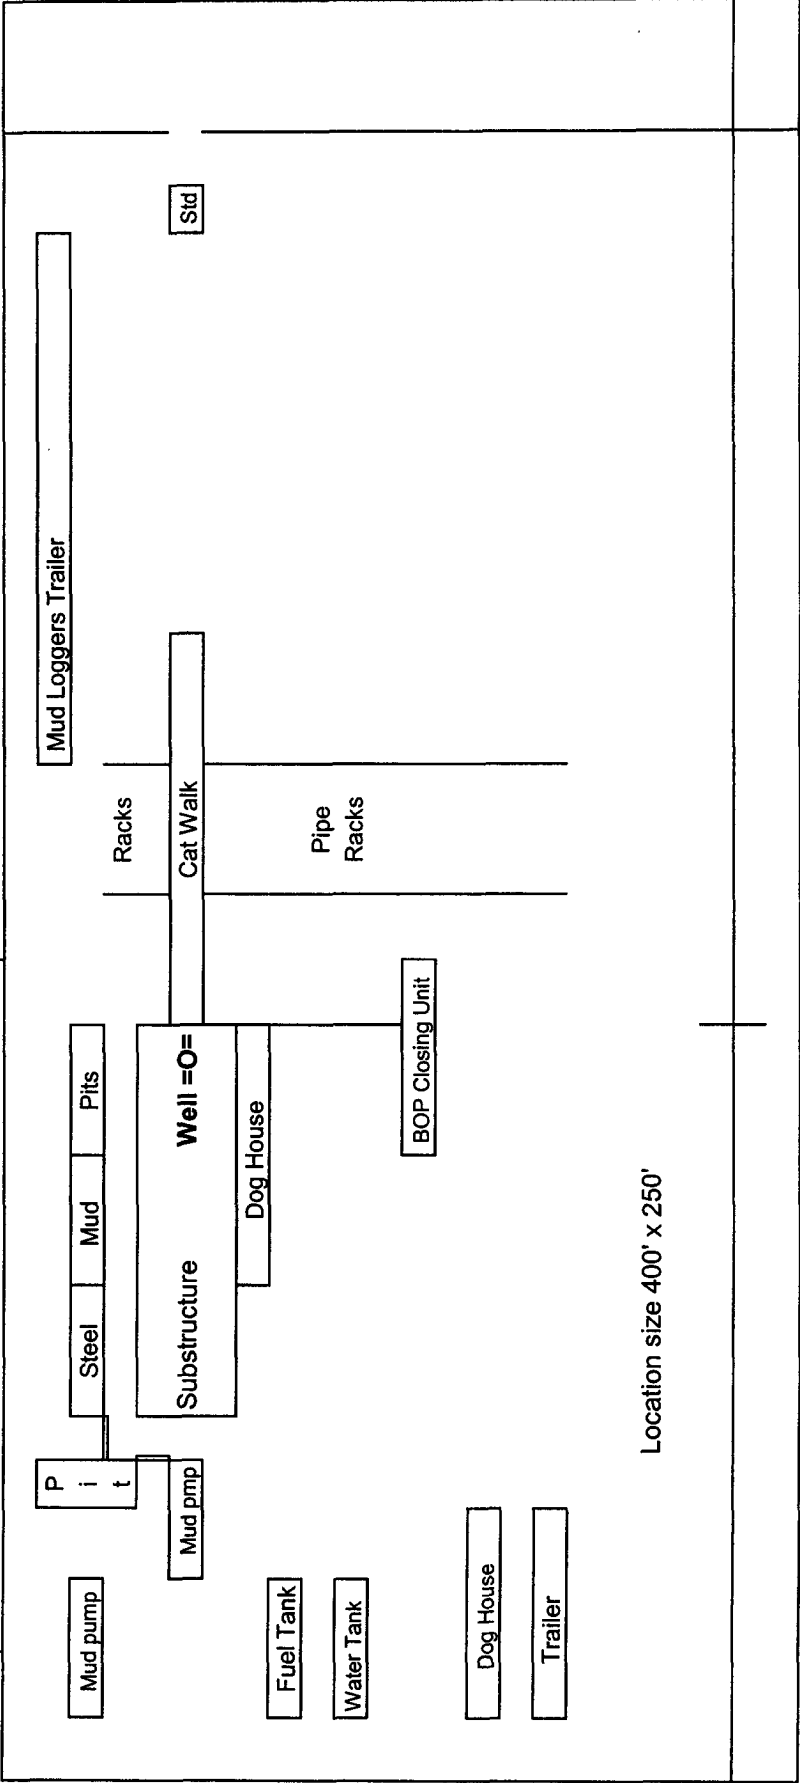 Mud Loggers Trailer
Std
Steel
Mud
Pits
Racks
Cat Walk
Pipe
Racks
P
i
t
Mud pump
Mud pmp
Substructure
Well =O=
Dog House
BOP Closing Unit
Fuel Tank
Water Tank
Dog House
Trailer
Location size 400' x 250'